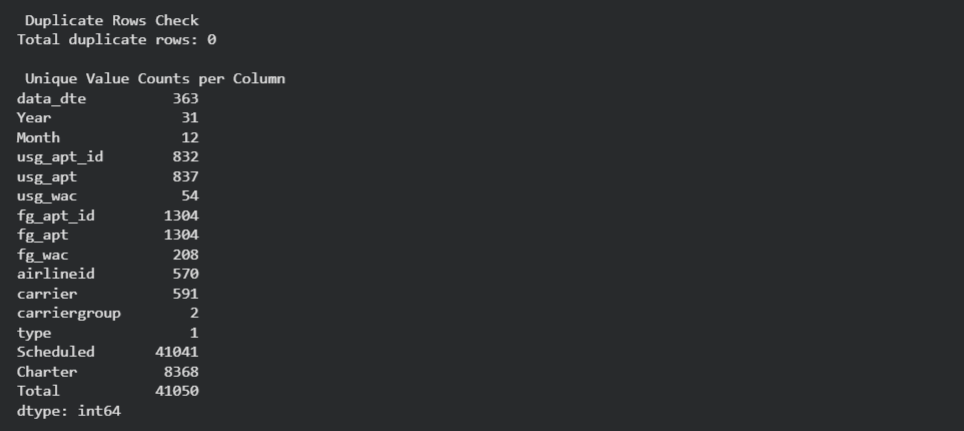 Duplicate Rows Check
Total duplicate rows: 0
Unique Value Counts per Column
data_dte 363
Year 31
Month 12
usg_apt_id 832
usg_apt 837
usg_wac 54
fg_apt_id 1304
fg_apt 1304
fg_wac 208
airlineid 570
carrier 591
carriergroup 2
type 1
Scheduled 41041
Charter 8368
Total 41050
dtype: int64